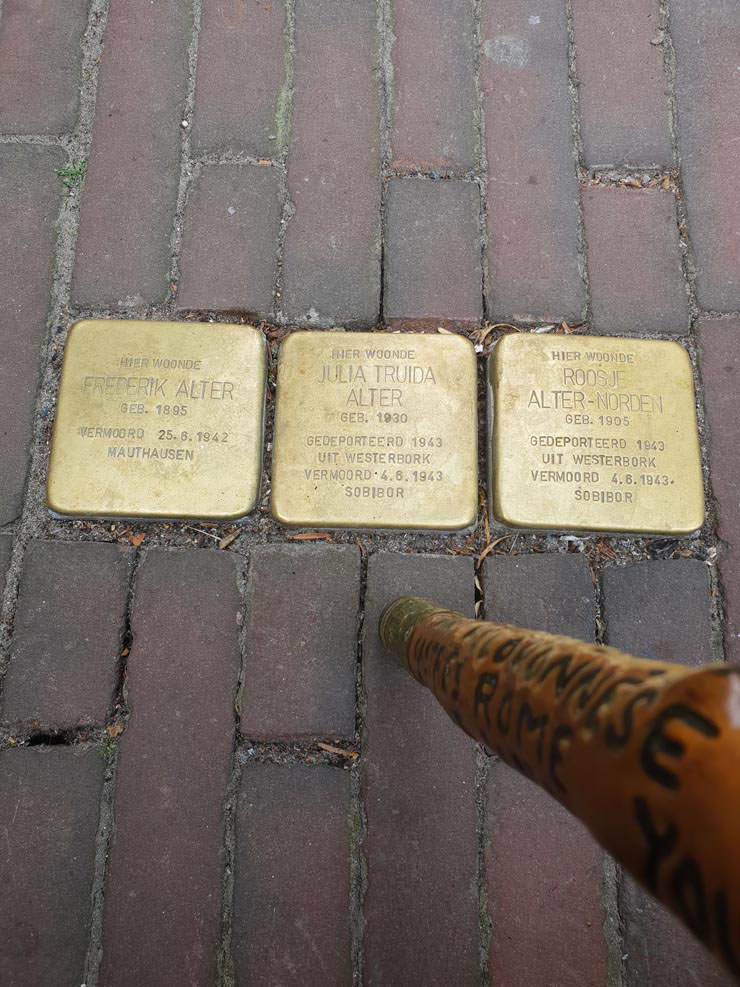 HIER WOONDE
FREDERIK ALTER
GEB. 1895
VERMOORD 25.6.1942
MAUTHAUSEN
HIER WOONDE
JULIA TRUIDA
ALTER
GEB. 1930
GEDEPORTEERD 1943
UIT WESTERBORK
VERMOORD 4.6.1943
SOBIBOR
HIER WOONDE
ROOSJE
ALTER-NORDEN
GEB. 1905
GEDEPORTEERD 1943
UIT WESTERBORK
VERMOORD 4.6.1943
SOBIBOR
ROME
YOU